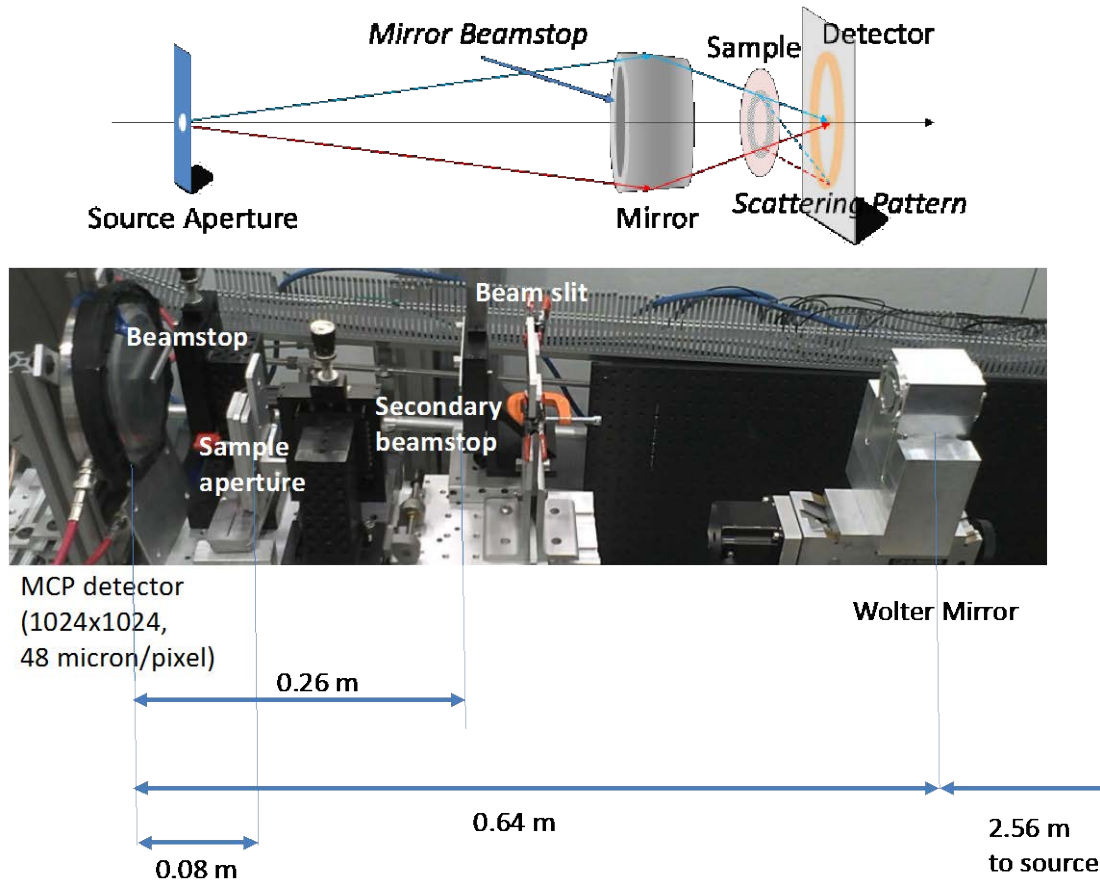 Mirror Beamstop
Sample
Detector
Source Aperture
Mirror
Scattering Pattern
Beam slit
Beamstop
Secondary
beamstop
Sample
aperture
MCP detector
(1024x1024,
48 micron/pixel)
Wolter Mirror
0.26 m
0.64 m
2.56 m
to source
0.08 m